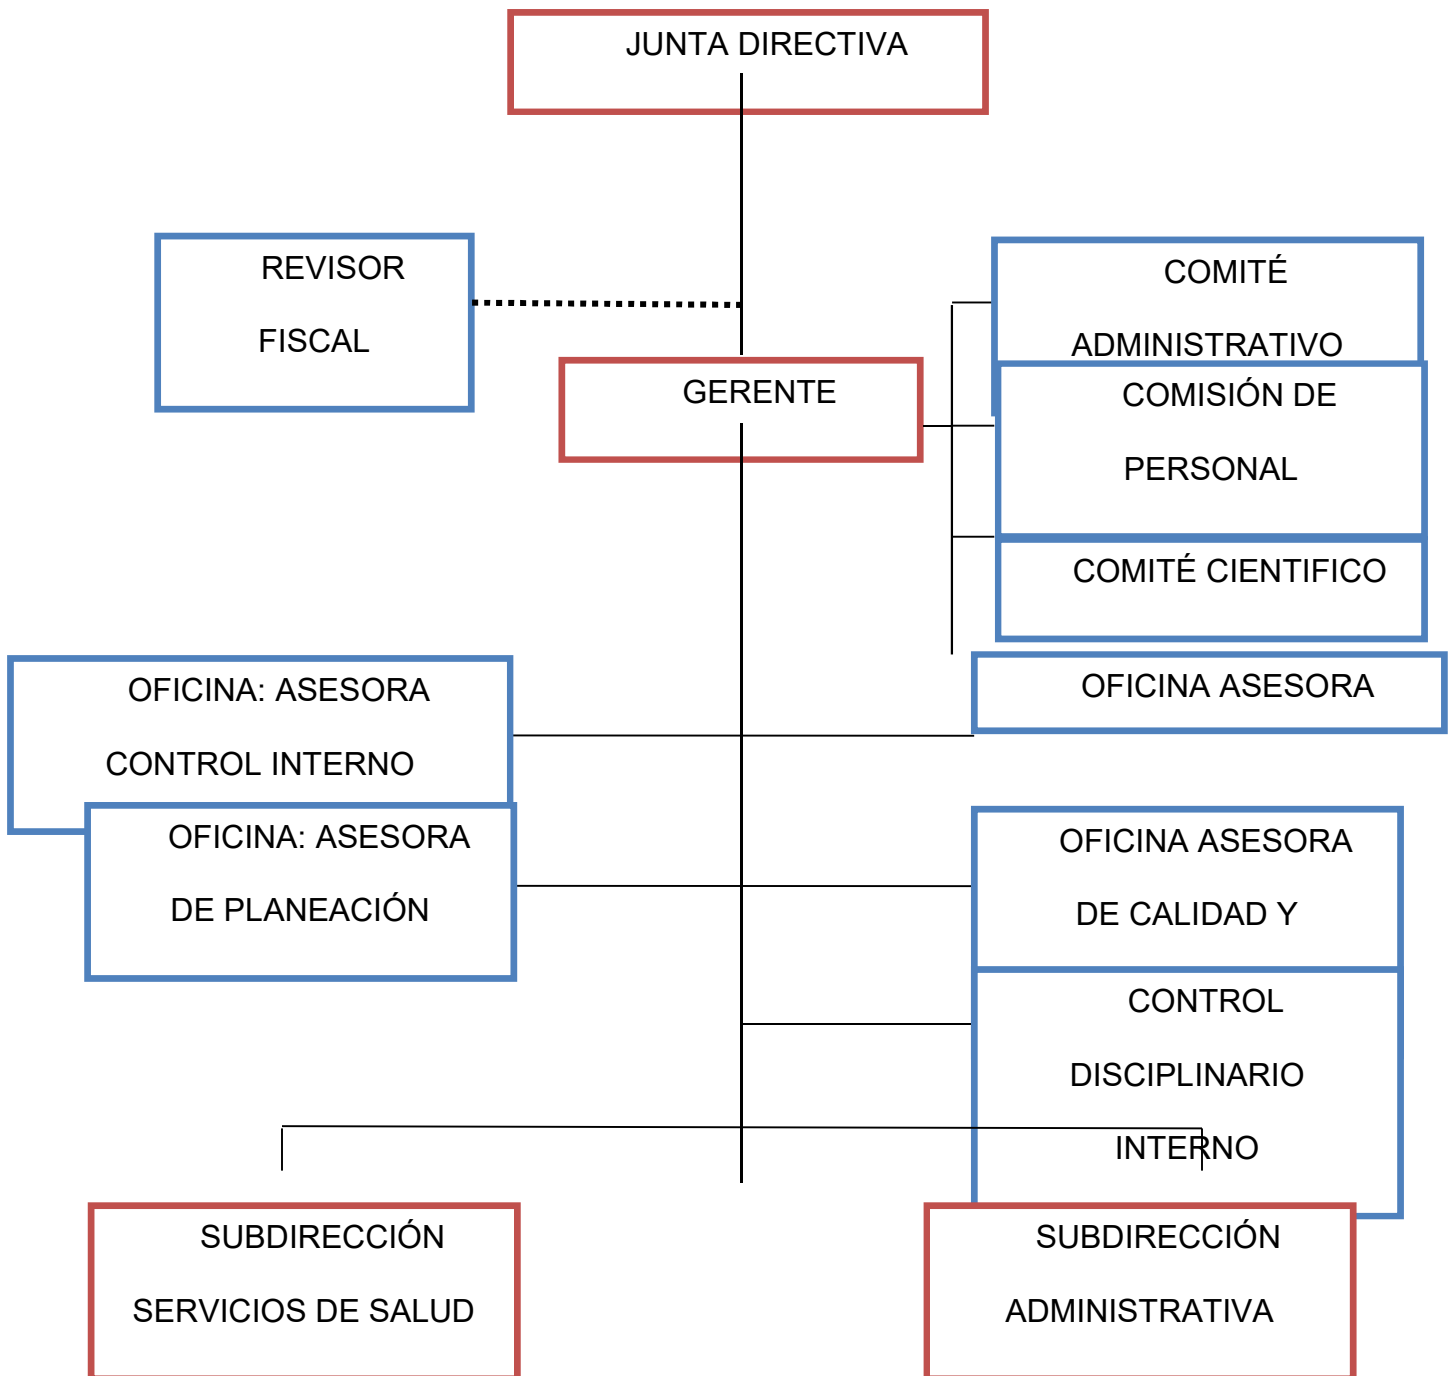 JUNTA DIRECTIVA
REVISOR
FISCAL
GERENTE
COMITÉ
ADMINISTRATIVO
COMISIÓN DE
PERSONAL
COMITÉ CIENTIFICO
OFICINA: ASESORA
CONTROL INTERNO
OFICINA ASESORA
OFICINA: ASESORA
DE PLANEACIÓN
OFICINA ASESORA
DE CALIDAD Y
CONTROL
DISCIPLINARIO
INTERNO
SUBDIRECCIÓN
SERVICIOS DE SALUD
SUBDIRECCIÓN
ADMINISTRATIVA